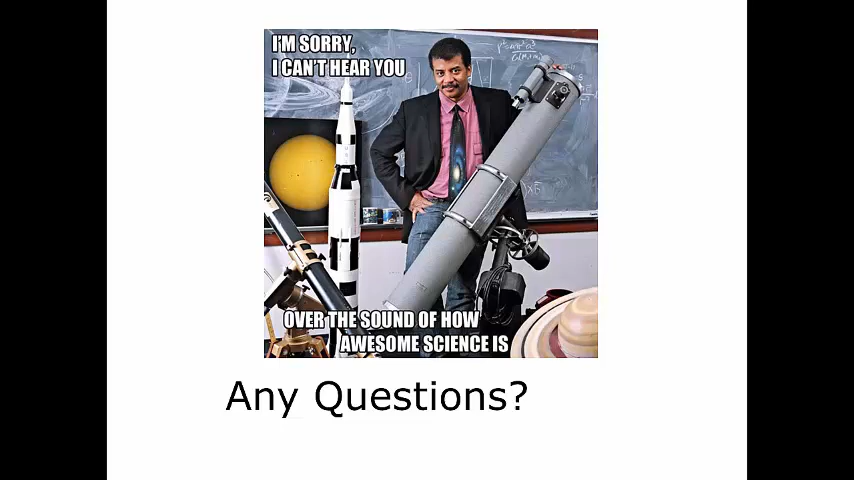 I'M SORRY,
I CAN'T HEAR YOU
OVER THE SOUND OF HOW
AWESOME SCIENCE IS
Any Questions?